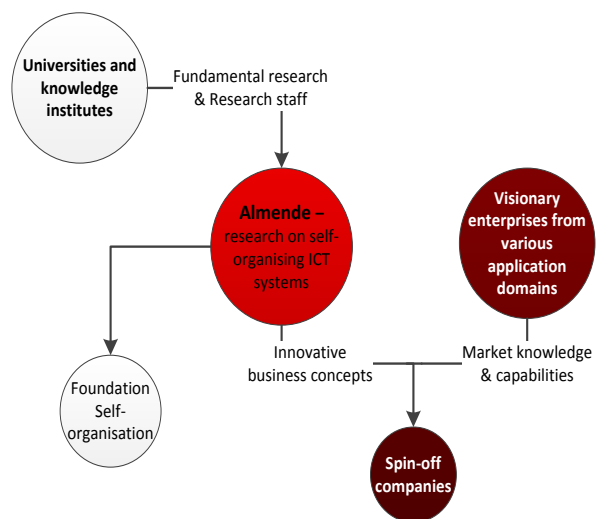 Universities and
knowledge
institutes
Fundamental research
& Research staff
Almende –
research on self-
organising ICT
systems
Visionary
enterprises from
various
application
domains
Innovative
business concepts
Market knowledge
& capabilities
Foundation
Self-
organisation
Spin-off
companies